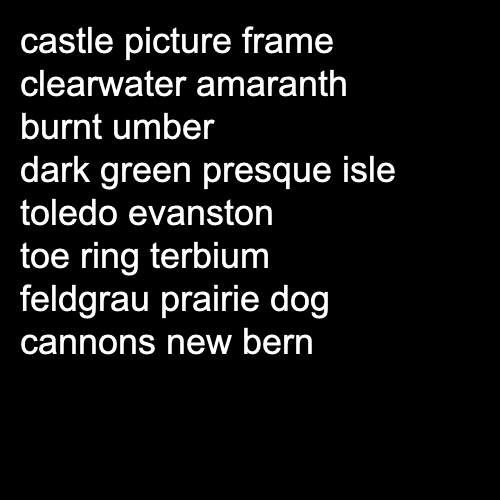 castle picture frame
clearwater amaranth
burnt umber
dark green presque isle
toledo evanston
toe ring terbium
feldgrau prairie dog
cannons new bern